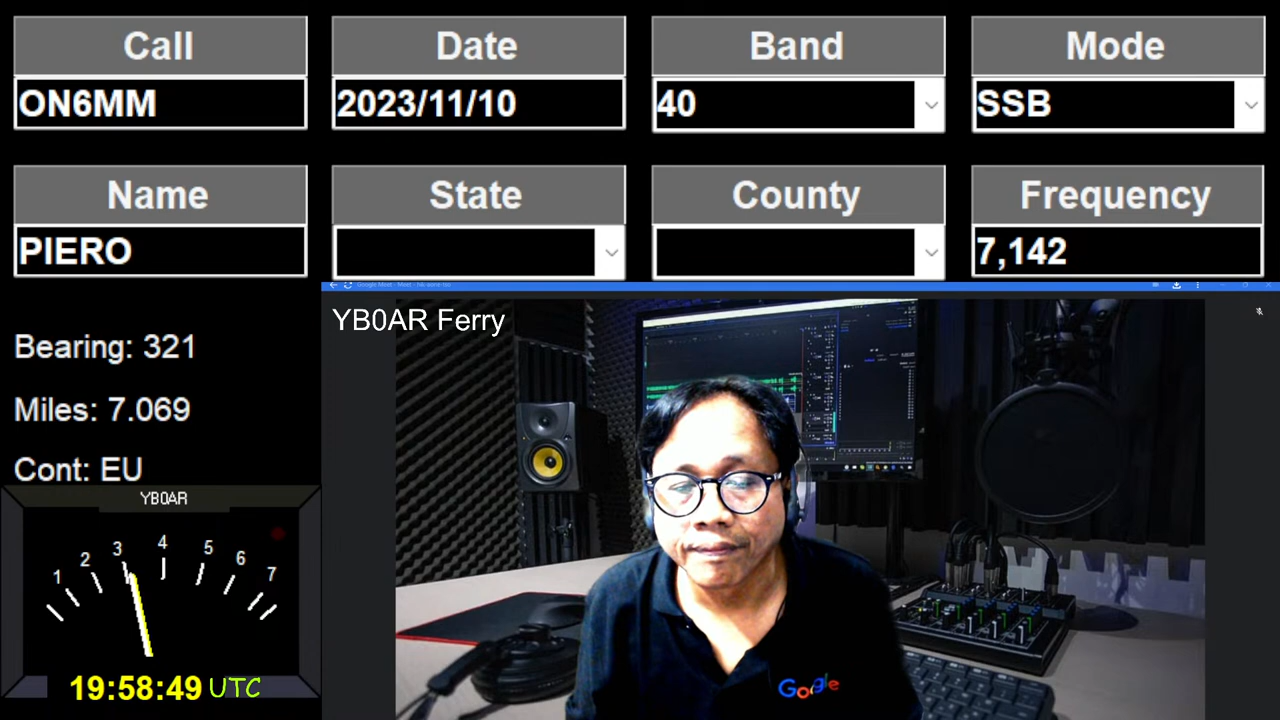 Call
Date
Band
Mode
ON6MM
2023/11/10
40
SSB
Name
State
County
Frequency
PIERO
7,142
YB0AR Ferry
Bearing: 321
Miles: 7.069
Cont: EU
YB0AR
1 2 3 4 5 6 7
19:58:49 UTC
Google